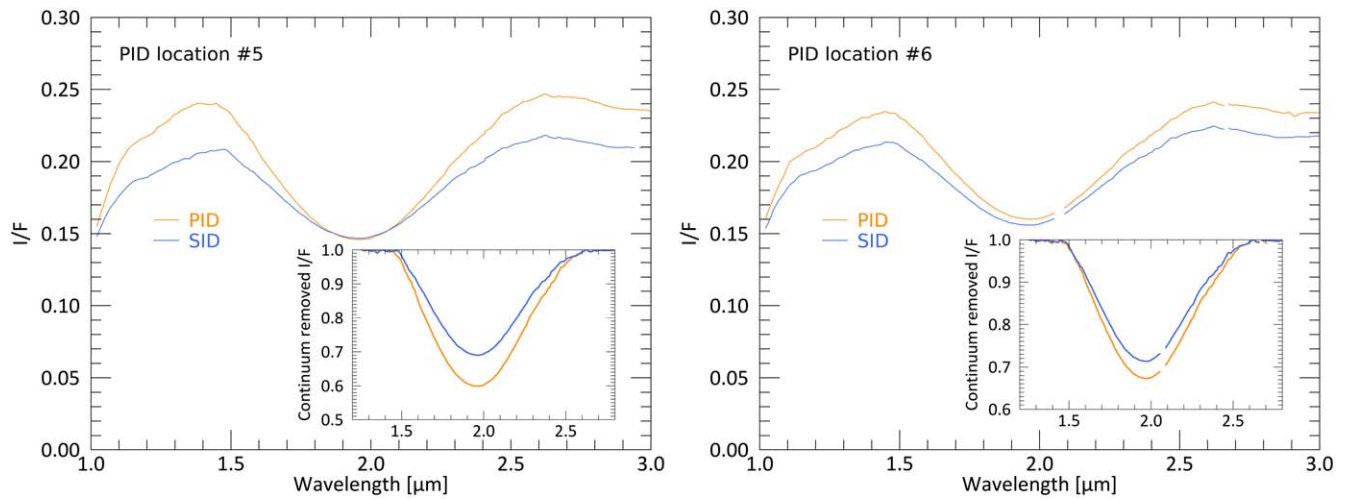 PID location #5
0.30
0.25
0.20
0.15
0.10
0.05
0.00
I/F
PID
SID
1.0
0.9
0.8
0.7
0.6
0.5
Continuum removed I/F
1.5 2.0 2.5
1.0 1.5 2.0 2.5 3.0
Wavelength [μm]
PID location #6
0.30
0.25
0.20
0.15
0.10
0.05
0.00
I/F
PID
SID
1.0
0.9
0.8
0.7
0.6
Continuum removed I/F
1.5 2.0 2.5
1.0 1.5 2.0 2.5 3.0
Wavelength [μm]